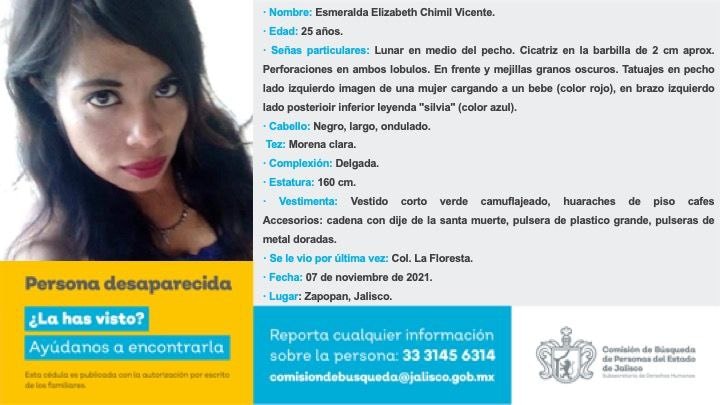 · Nombre: Esmeralda Elizabeth Chimil Vicente.
· Edad: 25 años.
· Señas particulares: Lunar en medio del pecho. Cicatriz en la barbilla de 2 cm aprox.
Perforaciones en ambos lobulos. En frente y mejillas granos oscuros. Tatuajes en pecho
lado izquierdo imagen de una mujer cargando a un bebe (color rojo), en brazo izquierdo
lado posterioir inferior leyenda "silvia" (color azul).
· Cabello: Negro, largo, ondulado.
Tez: Morena clara.
· Complexión: Delgada.
· Estatura: 160 cm.
· Vestimenta: Vestido corto verde camuflajeado, huaraches de piso cafes
Accesorios: cadena con dije de la santa muerte, pulsera de plastico grande, pulseras de
metal doradas.
· Se le vio por última vez: Col. La Floresta.
· Fecha: 07 de noviembre de 2021.
· Lugar: Zapopan, Jalisco.
Persona desaparecida
¿La has visto?
Ayúdanos a encontrarla
Esta cédula es publicada con la autorización por escrito
de los familiares.
Reporta cualquier información
sobre la persona: 33 3145 6314
comisiondebusqueda@jalisco.gob.mx
Comisión de Búsqueda
de Personas del Estado
de Jalisco
Subsecretaría de Derechos Humanos